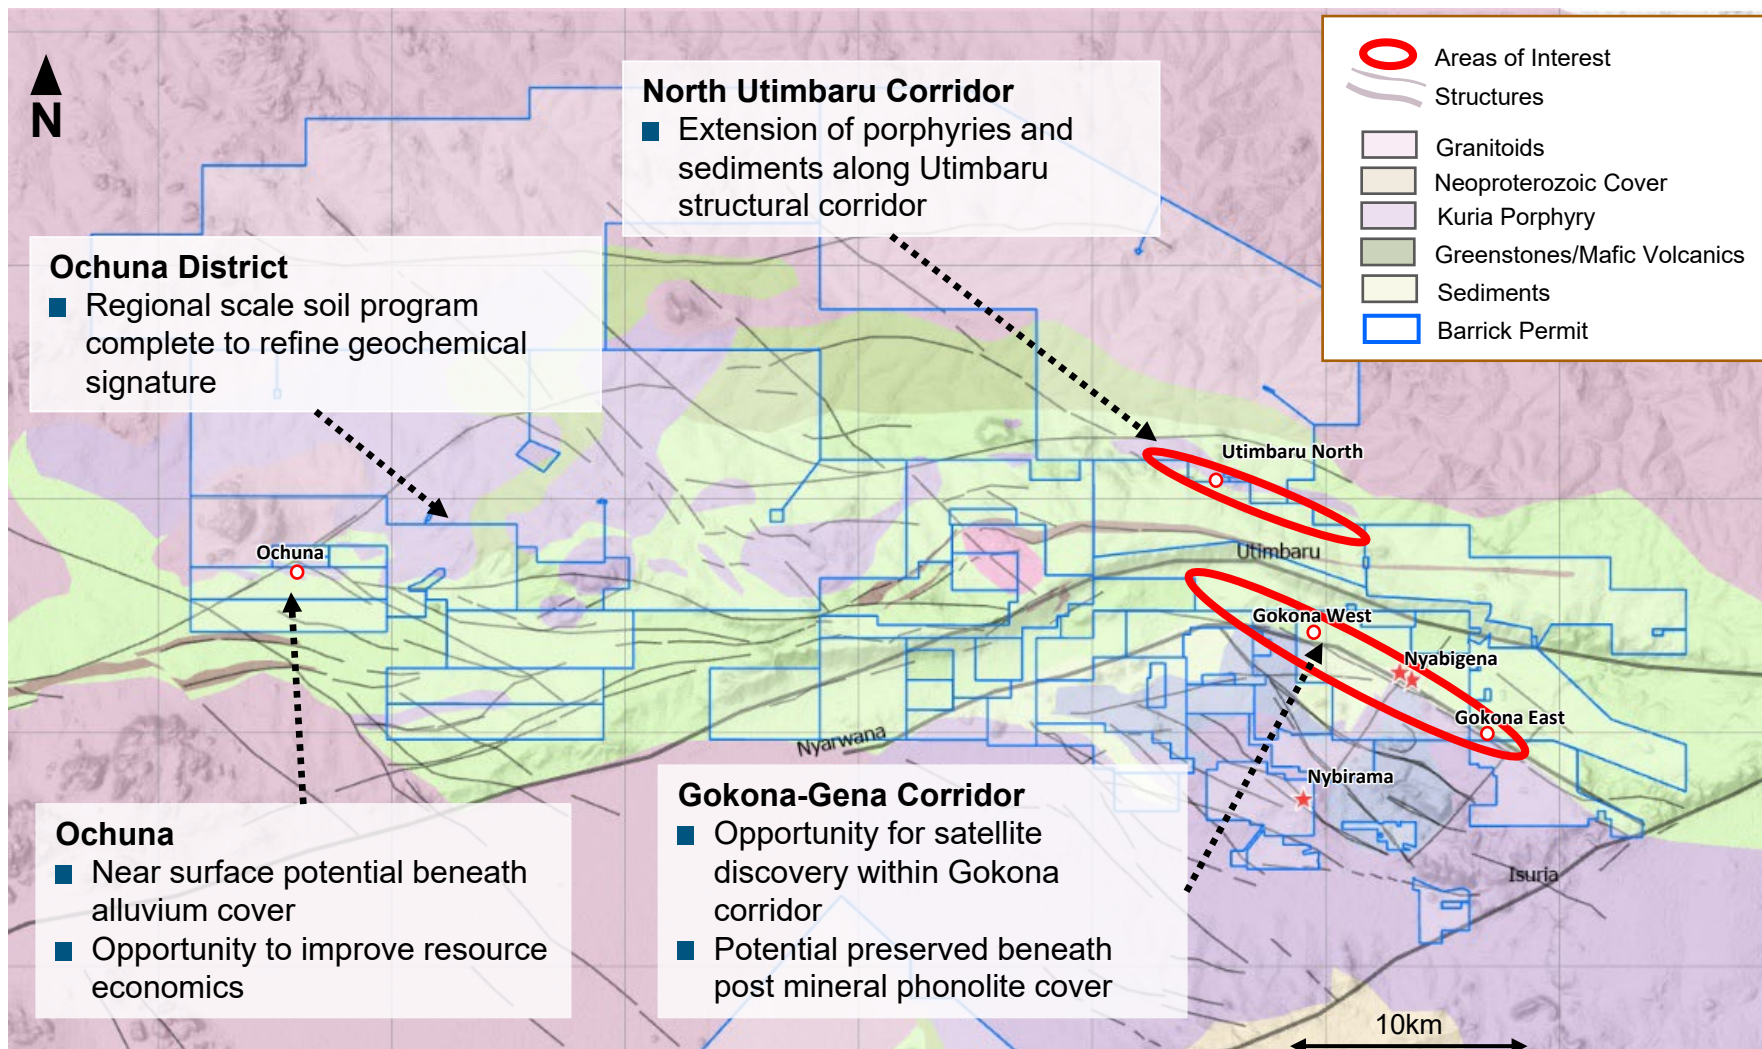 N
North Utimbaru Corridor
Extension of porphyries and
sediments along Utimbaru
structural corridor
Areas of Interest
Structures
Granitoids
Neoproterozoic Cover
Kuria Porphyry
Greenstones/Mafic Volcanics
Sediments
Barrick Permit
Ochuna District
Regional scale soil program
complete to refine geochemical
signature
Utimbaru North
Ochuna
Utimbaru
Gokona West
Nyabigena
Gokona East
Nyarwana
Nybirama
Isuria
Ochuna
Near surface potential beneath
alluvium cover
Opportunity to improve resource
economics
Gokona-Gena Corridor
Opportunity for satellite
discovery within Gokona
corridor
Potential preserved beneath
post mineral phonolite cover
10km